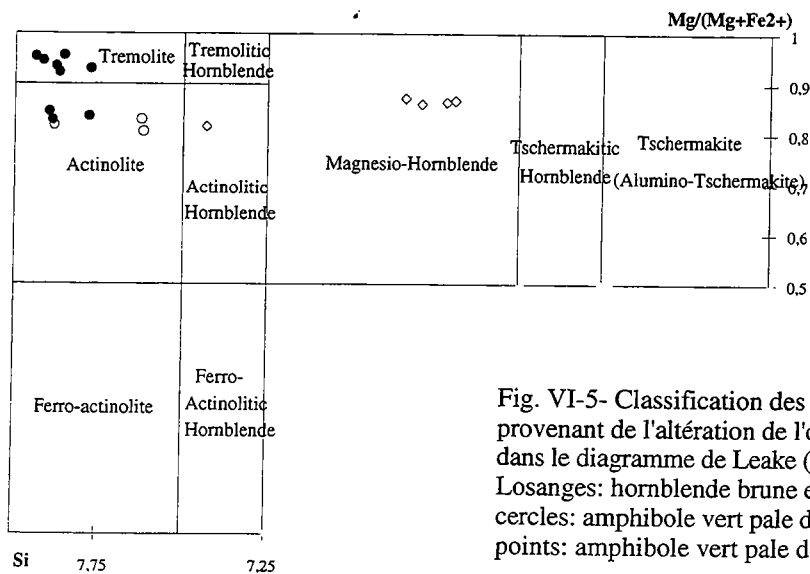 Mg/(Mg+Fe2+)
1
Tremolite
Tremolitic
Hornblende
0,9
0,8
Actinolite
Actinolitic
Hornblende
Magnesio-Hornblende
Tschermakitic
Hornblende
Tschermakite
(Alumino-Tschermakite)
0,7
0,6
0,5
Ferro-actinolite
Ferro-
Actinolitic
Hornblende
Si
7,75
7,25
Fig. VI-5- Classification des
provenant de l'altération de l'
dans le diagramme de Leake (
Losanges: hornblende brune
cercles: amphibole vert pale
points: amphibole vert pale